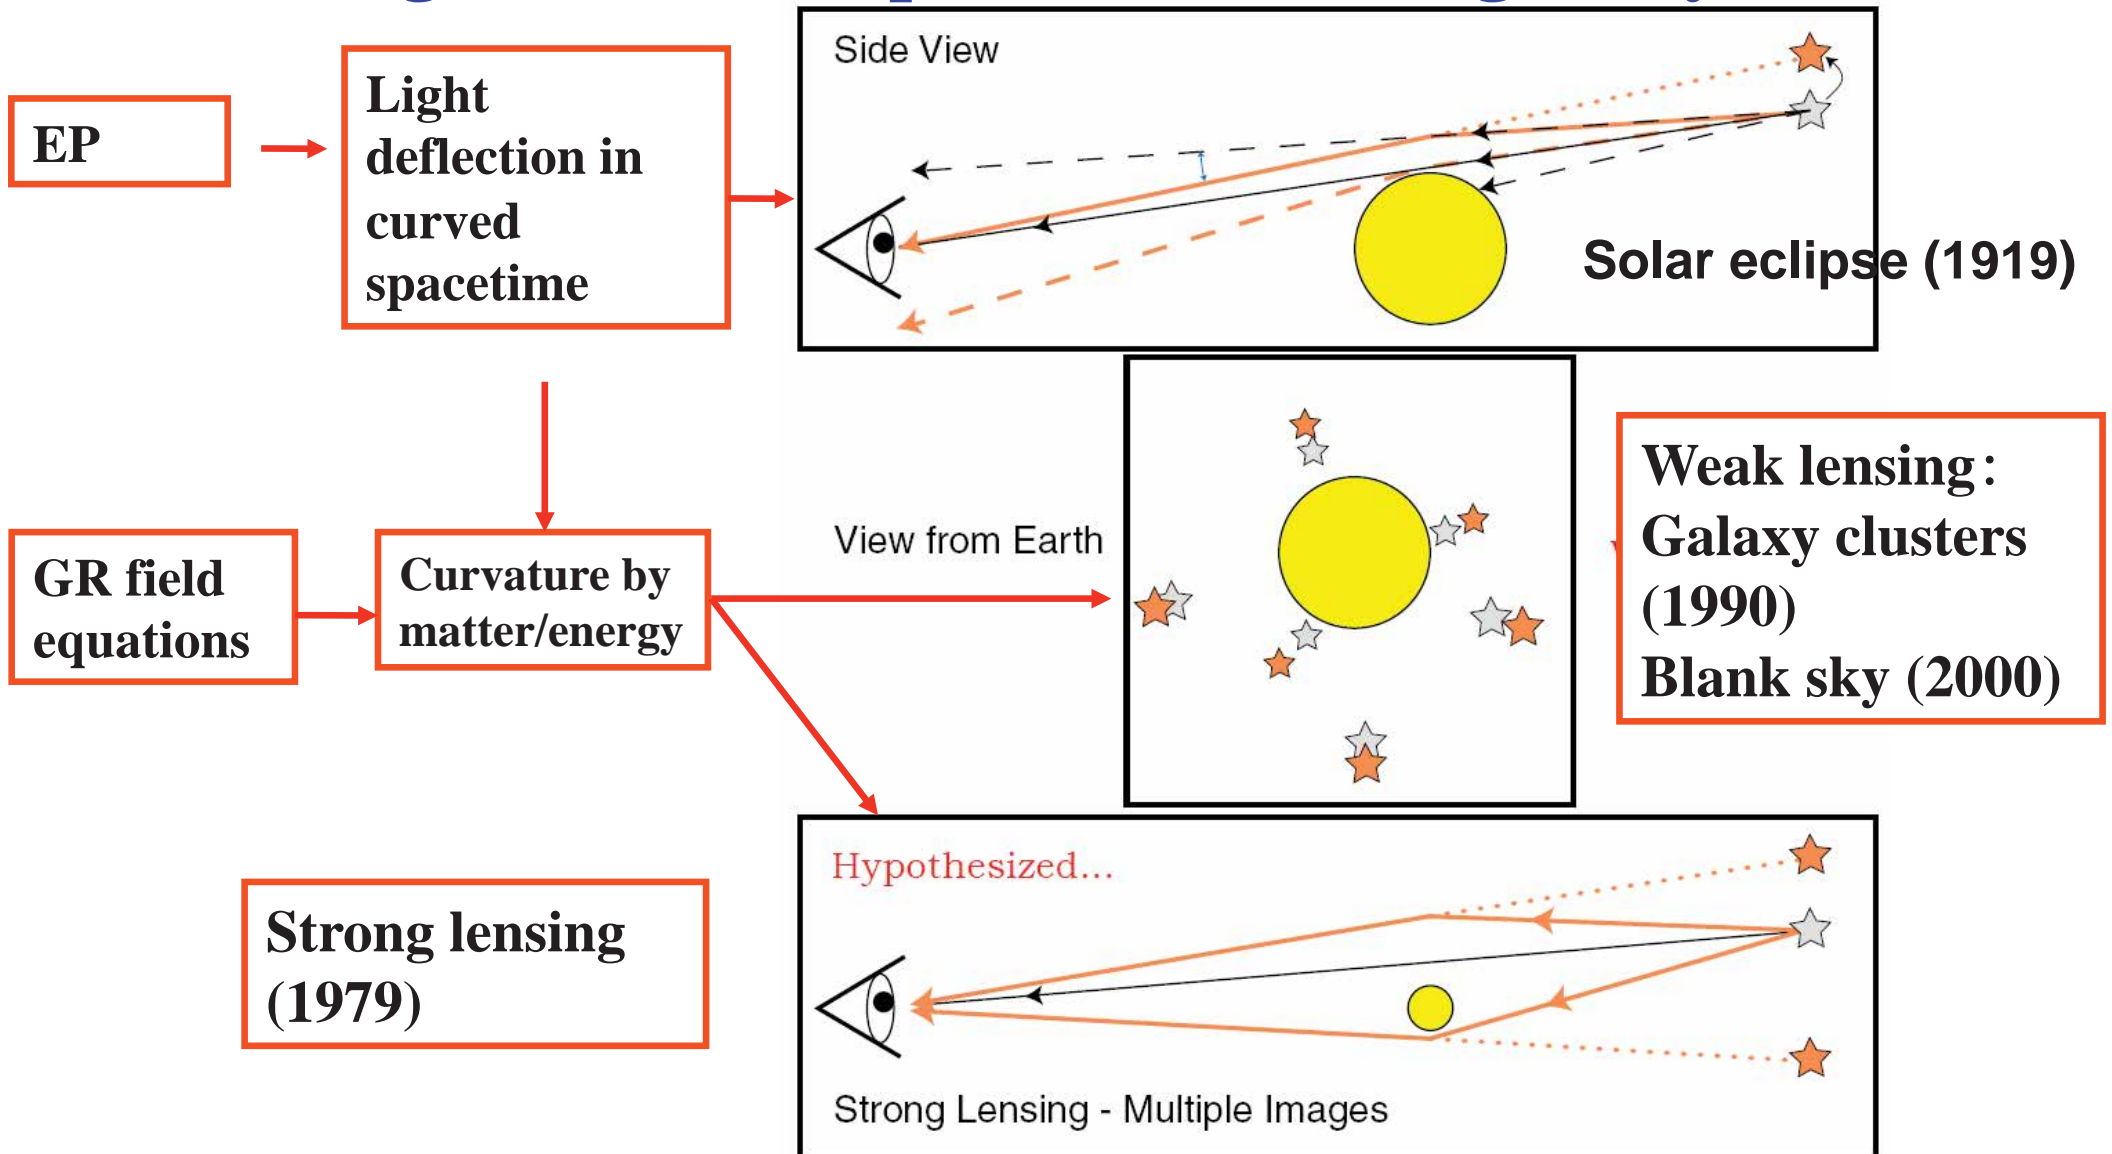 Side View
EP
Light
deflection in
curved
spacetime
Solar eclipse (1919)
GR field
equations
Curvature by
matter/energy
View from Earth
Weak lensing:
Galaxy clusters
(1990)
Blank sky (2000)
Strong lensing
(1979)
Hypothesized...
Strong Lensing - Multiple Images